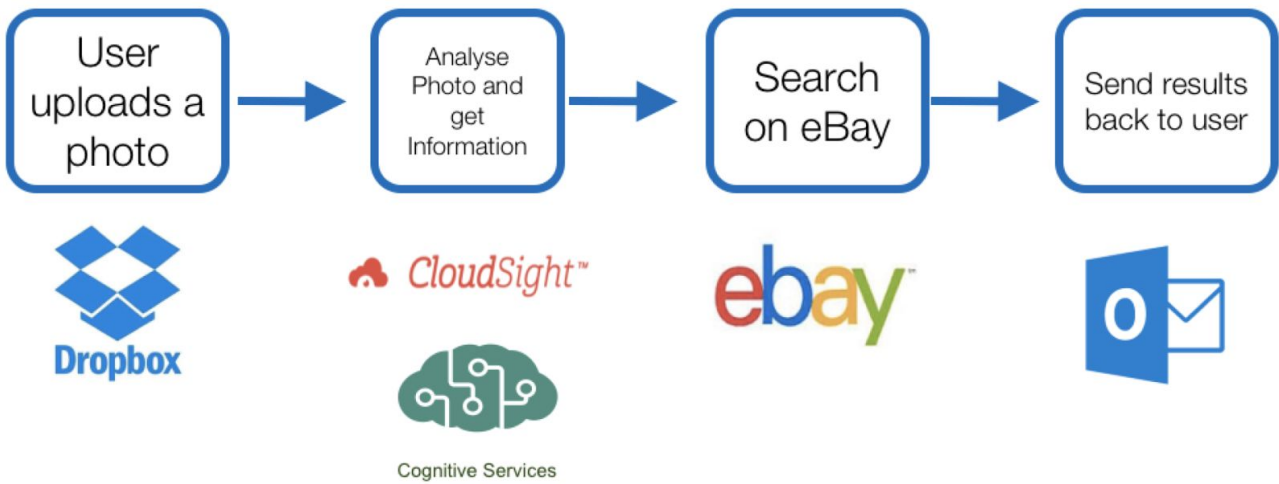 User
uploads a
photo
Analyse
Photo and
get
Information
Search
on eBay
Send results
back to user
Dropbox
CloudSight™
Cognitive Services
ebay™
O